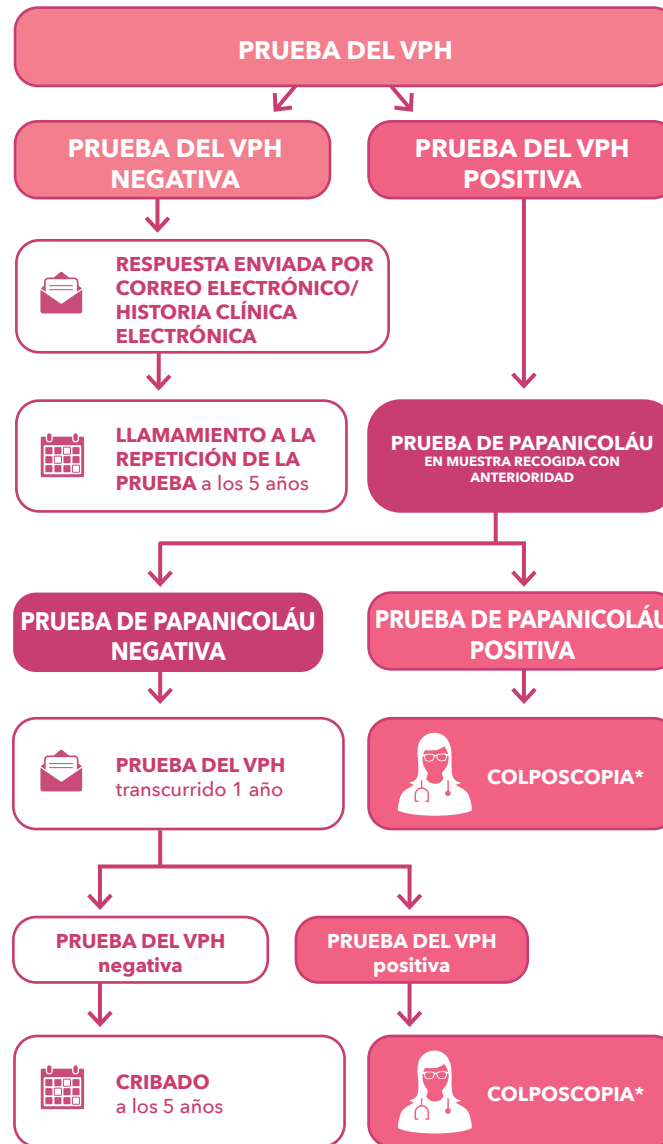 PRUEBA DEL VPH
PRUEBA DEL VPH
NEGATIVA
PRUEBA DEL VPH
POSITIVA
RESPUESTA ENVIADA POR
CORREO ELECTRÓNICO/
HISTORIA CLÍNICA
ELECTRÓNICA
LLAMAMIENTO A LA
REPETICIÓN DE LA
PRUEBA a los 5 años
PRUEBA DE PAPANICOLÁU
EN MUESTRA RECOGIDA CON
ANTERIORIDAD
PRUEBA DE PAPANICOLÁU
NEGATIVA
PRUEBA DE PAPANICOLÁU
POSITIVA
PRUEBA DEL VPH
transcurrido 1 año
COLPOSCOPIA*
PRUEBA DEL VPH
negativa
PRUEBA DEL VPH
positiva
CRIBADO
a los 5 años
COLPOSCOPIA*